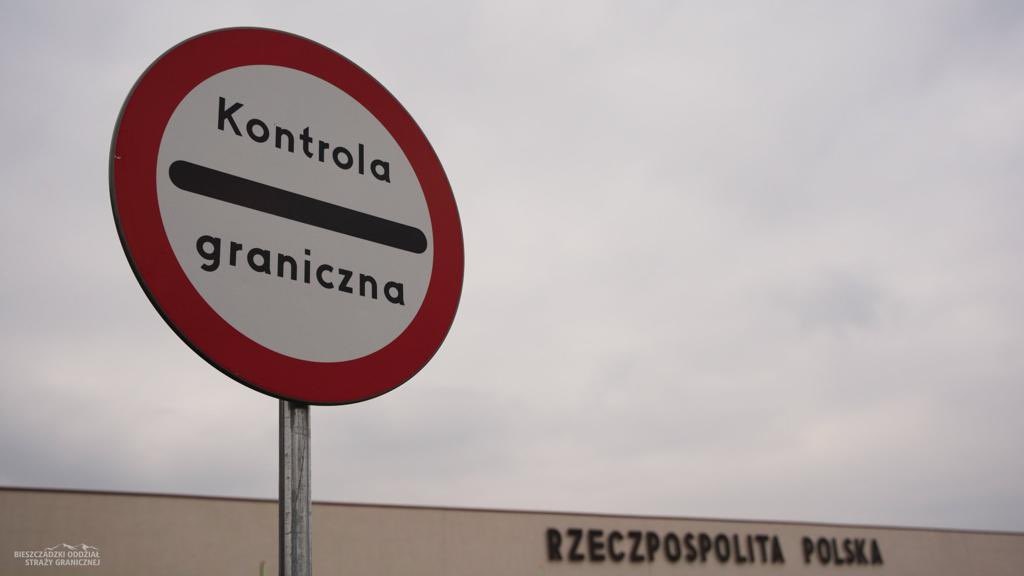 Kontrola
graniczna
RZECZPOSPOLITA POLSKA
BIESZCZADZKI ODDZIAŁ
STRAŻY GRANICZNEJ